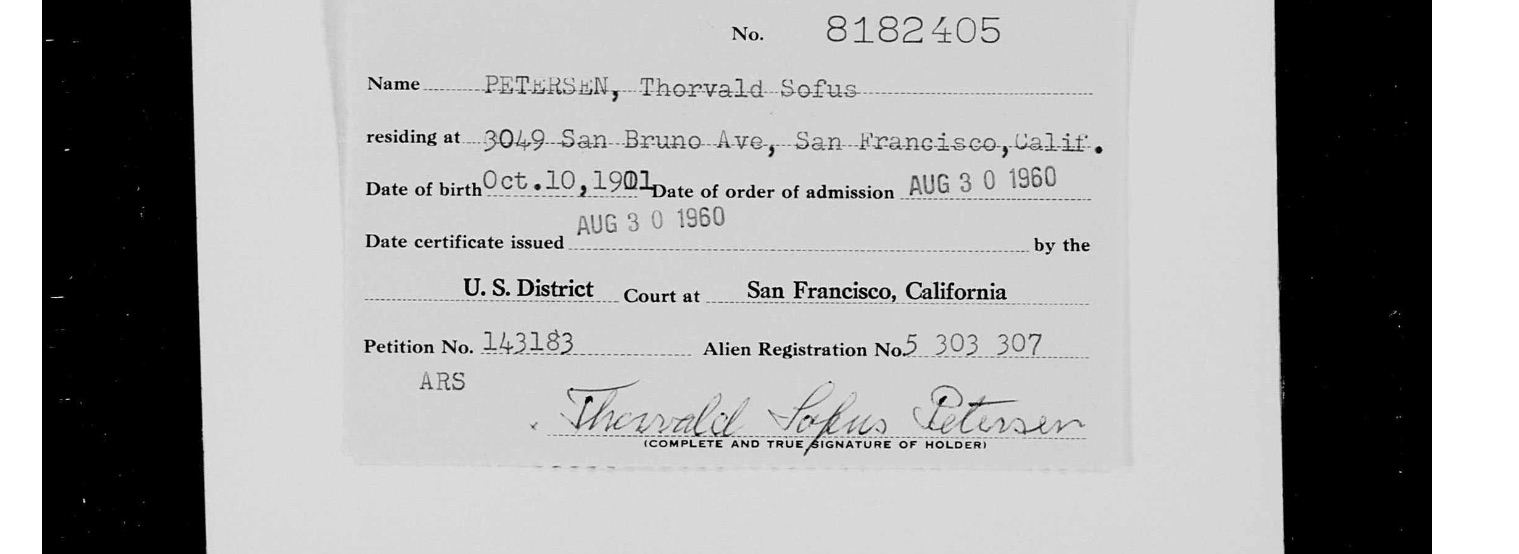 No. 8182405
Name PETERSEN, Thorvald Sofus
residing at 3049 San Bruno Ave, San Francisco, Calif.
Date of birth Oct.10,1901 Date of order of admission AUG 30 1960
AUG 30 1960
Date certificate issued by the
U. S. District Court at San Francisco, California
Petition No. 143183 Alien Registration No. 5 303 307
ARS
Thorvald Sofus Petersen
(COMPLETE AND TRUE SIGNATURE OF HOLDER)